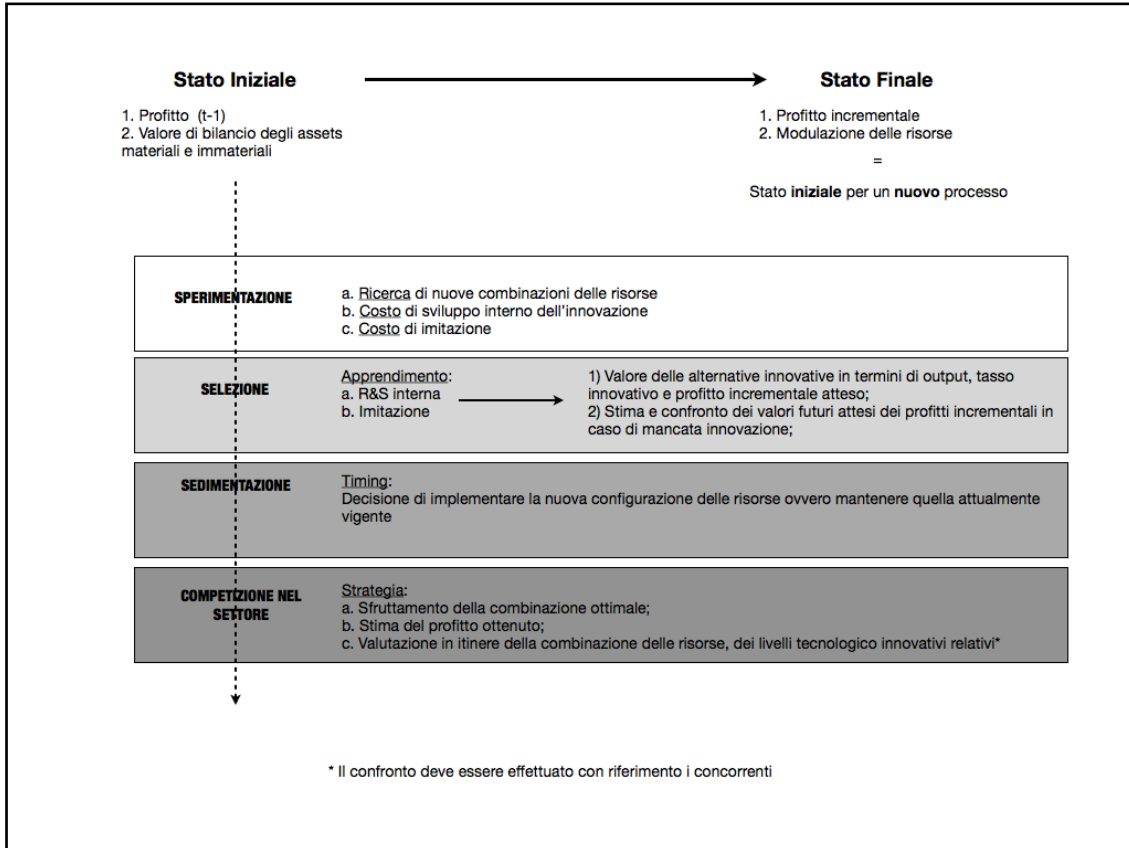 Stato Iniziale
Stato Finale
1. Profitto (t-1)
2. Valore di bilancio degli assets
materiali e immateriali
1. Profitto incrementale
2. Modulazione delle risorse
=
Stato iniziale per un nuovo processo
SPERIMENTAZIONE
a. Ricerca di nuove combinazioni delle risorse
b. Costo di sviluppo interno dell'innovazione
c. Costo di imitazione
SELEZIONE
Apprendimento:
a. R&S interna
b. Imitazione
1) Valore delle alternative innovative in termini di output, tasso
innovativo e profitto incrementale atteso;
2) Stima e confronto dei valori futuri attesi dei profitti incrementali in
caso di mancata innovazione;
SEDIMENTAZIONE
Timing:
Decisione di implementare la nuova configurazione delle risorse ovvero mantenere quella attualmente
vigente
COMPETIZIONE NEL
SETTORE
Strategia:
a. Sfruttamento della combinazione ottimale;
b. Stima del profitto ottenuto;
c. Valutazione in itinere della combinazione delle risorse, dei livelli tecnologico innovativi relativi*
* Il confronto deve essere effettuato con riferimento i concorrenti